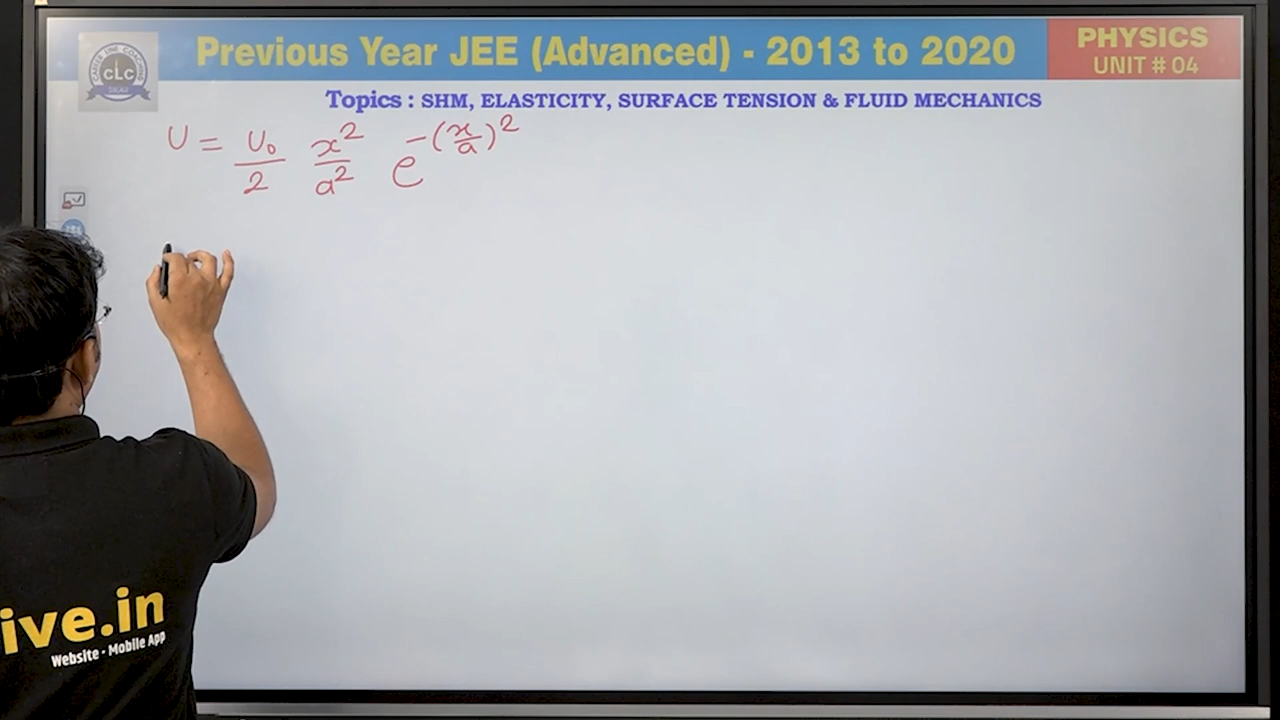 Previous Year JEE (Advanced) - 2013 to 2020
PHYSICS
UNIT # 04
CLC
Topics : SHM, ELASTICITY, SURFACE TENSION & FLUID MECHANICS
U = U₀/2 x²/a² e^-(x/a)²
ive.in
Website · Mobile App